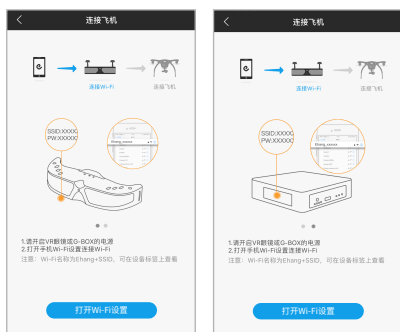 连接飞机
连接Wi-Fi
连接飞机
SSID:XXXX
PW:XXXXX
Ehang_xxxxx
1.请开启VR眼镜或G-BOX的电源
2.打开手机Wi-Fi设置连接Wi-Fi
注意：Wi-Fi名称为Ehang+SSID，可在设备标签上查看
打开Wi-Fi设置
连接飞机
连接Wi-Fi
连接飞机
SSID:XXXX
PW:XXXXX
Ehang_xxxxx
1.请开启VR眼镜或G-BOX的电源
2.打开手机Wi-Fi设置连接Wi-Fi
注意：Wi-Fi名称为Ehang+SSID，可在设备标签上查看
打开Wi-Fi设置